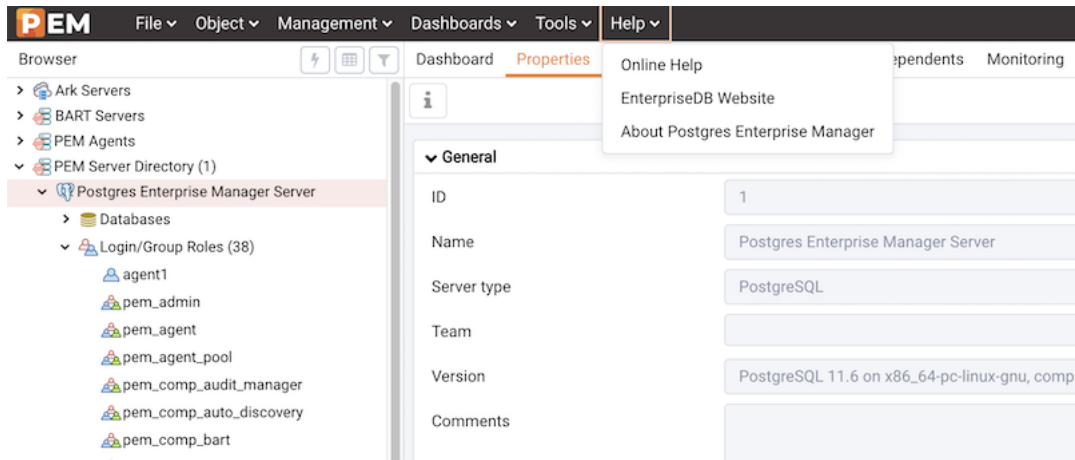 PEM File Object Management Dashboards Tools Help
Browser
Dashboard Properties pendents Monitoring
Online Help
EnterpriseDB Website
About Postgres Enterprise Manager
Ark Servers
BART Servers
PEM Agents
PEM Server Directory (1)
Postgres Enterprise Manager Server
Databases
Login/Group Roles (38)
agent1
pem_admin
pem_agent
pem_agent_pool
pem_comp_audit_manager
pem_comp_auto_discovery
pem_comp_bart
i
General
ID 1
Name Postgres Enterprise Manager Server
Server type PostgreSQL
Team
Version PostgreSQL 11.6 on x86_64-pc-linux-gnu, comp
Comments